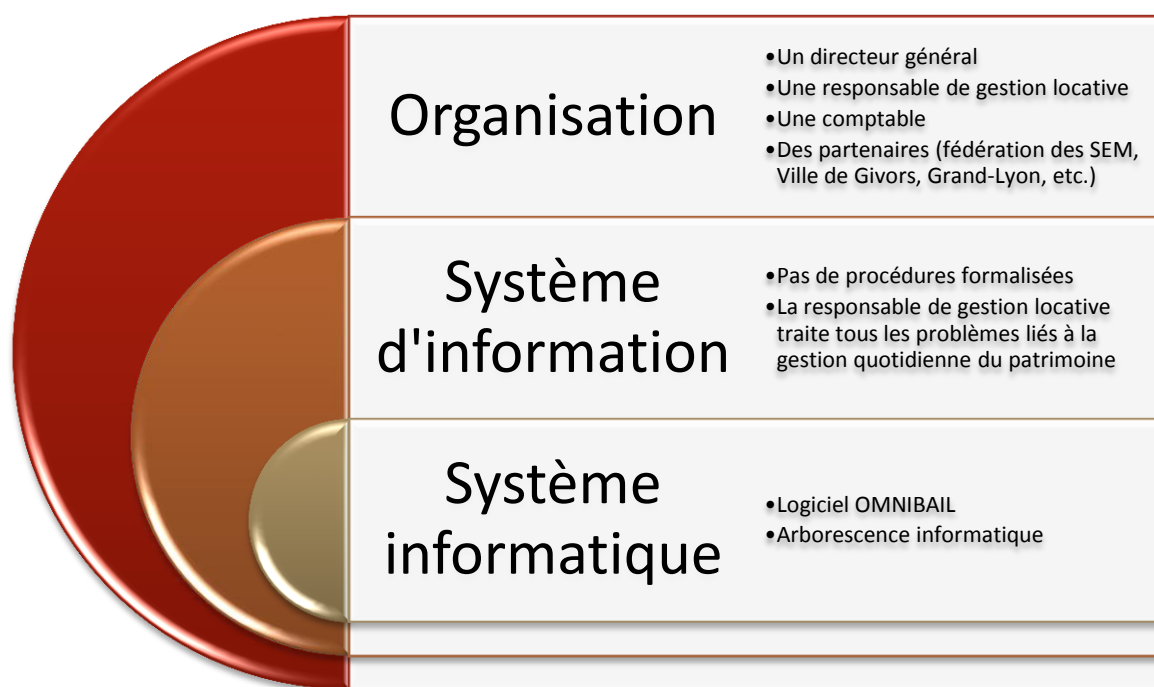 Organisation
•Un directeur général
•Une responsable de gestion locative
•Une comptable
•Des partenaires (fédération des SEM,
Ville de Givors, Grand-Lyon, etc.)
Système
d'information
•Pas de procédures formalisées
•La responsable de gestion locative
traite tous les problèmes liés à la
gestion quotidienne du patrimoine
Système
informatique
•Logiciel OMNIBAIL
•Arborescence informatique